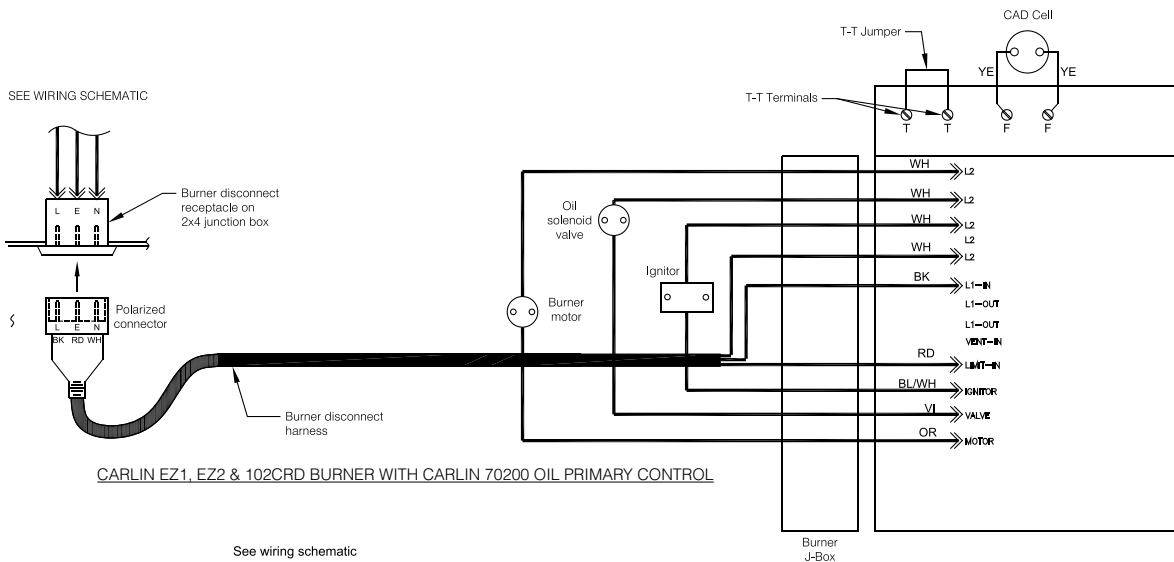 CAD Cell
T-T Jumper
YE YE
SEE WIRING SCHEMATIC
T-T Terminals
T T F F
L E N
Burner disconnect
receptacle on
2x4 junction box
WH L2
WH L2
Oil
solenoid
valve
WH L2
L2
WH L2
Ignitor
BK L1-IN
L1-OUT
L1-OUT
VENT-IN
Burner
motor
Polarized
connector
L E N
BK RD WH
RD LIMIT-IN
BL/WH IGNITOR
VI VALVE
OR MOTOR
Burner disconnect
harness
CARLIN EZ1, EZ2 & 102CRD BURNER WITH CARLIN 70200 OIL PRIMARY CONTROL
Burner
J-Box
See wiring schematic